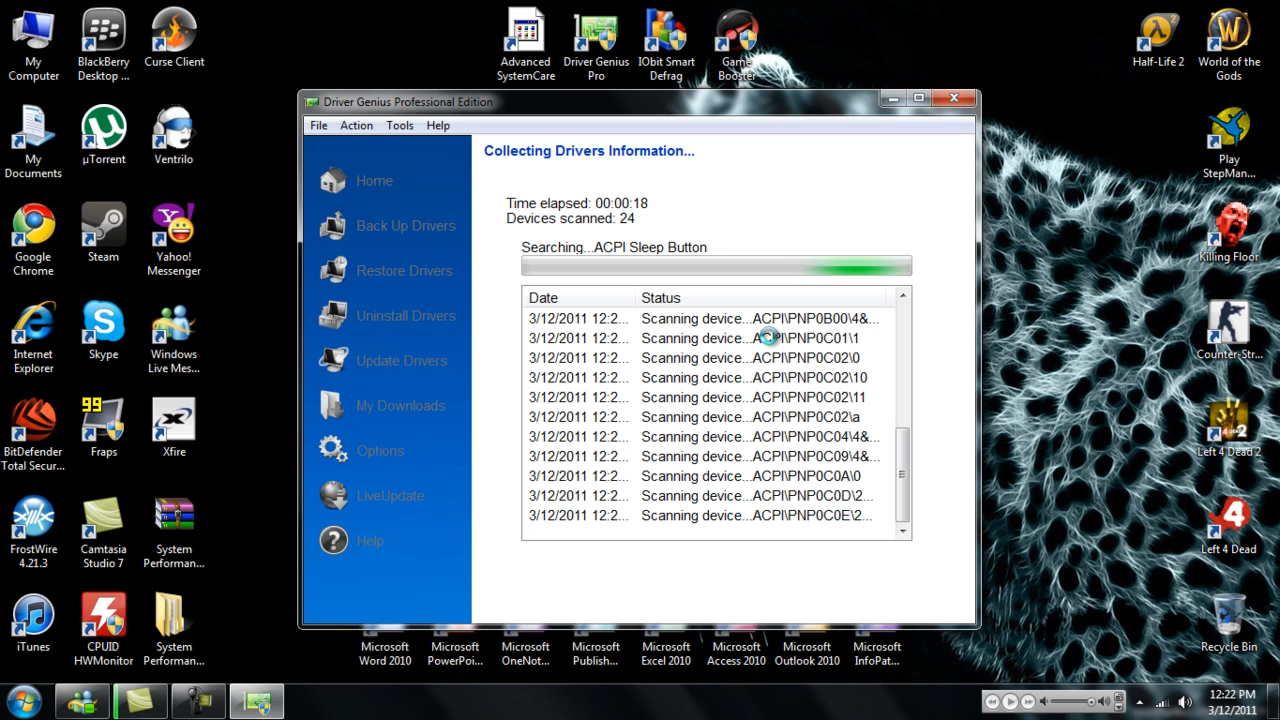 My
Computer
BlackBerry
Desktop ...
Curse Client
Advanced
SystemCare
Driver Genius
Pro
IObit Smart
Defrag
Game
Booster
Half-Life 2
World of the
Gods
My
Documents
µTorrent
Ventrilo
Play
StepMan...
Google
Chrome
Steam
Yahoo!
Messenger
Killing Floor
Internet
Explorer
Skype
Windows
Live Mes...
Counter-Str...
BitDefender
Total Secur...
99
Fraps
Xfire
Left 4 Dead 2
FrostWire
4.21.3
Camtasia
Studio 7
System
Performan...
Left 4 Dead
iTunes
CPUID
HWMonitor
System
Performan...
Recycle Bin
Driver Genius Professional Edition
File Action Tools Help
Home
Back Up Drivers
Restore Drivers
Uninstall Drivers
Update Drivers
My Downloads
Options
LiveUpdate
Help
Collecting Drivers Information...
Time elapsed: 00:00:18
Devices scanned: 24
Searching...ACPI Sleep Button
Date Status
3/12/2011 12:2... Scanning device...ACPI\PNP0B00\4&...
3/12/2011 12:2... Scanning device...ACPI\PNP0C01\1
3/12/2011 12:2... Scanning device...ACPI\PNP0C02\0
3/12/2011 12:2... Scanning device...ACPI\PNP0C02\10
3/12/2011 12:2... Scanning device...ACPI\PNP0C02\11
3/12/2011 12:2... Scanning device...ACPI\PNP0C02\a
3/12/2011 12:2... Scanning device...ACPI\PNP0C04\4&...
3/12/2011 12:2... Scanning device...ACPI\PNP0C09\4&...
3/12/2011 12:2... Scanning device...ACPI\PNP0C0A\0
3/12/2011 12:2... Scanning device...ACPI\PNP0C0D\2...
3/12/2011 12:2... Scanning device...ACPI\PNP0C0E\2...
Microsoft
Word 2010
Microsoft
PowerPoi...
Microsoft
OneNot...
Microsoft
Publish...
Microsoft
Excel 2010
Microsoft
Access 2010
Microsoft
Outlook 2010
Microsoft
InfoPat...
12:22 PM
3/12/2011